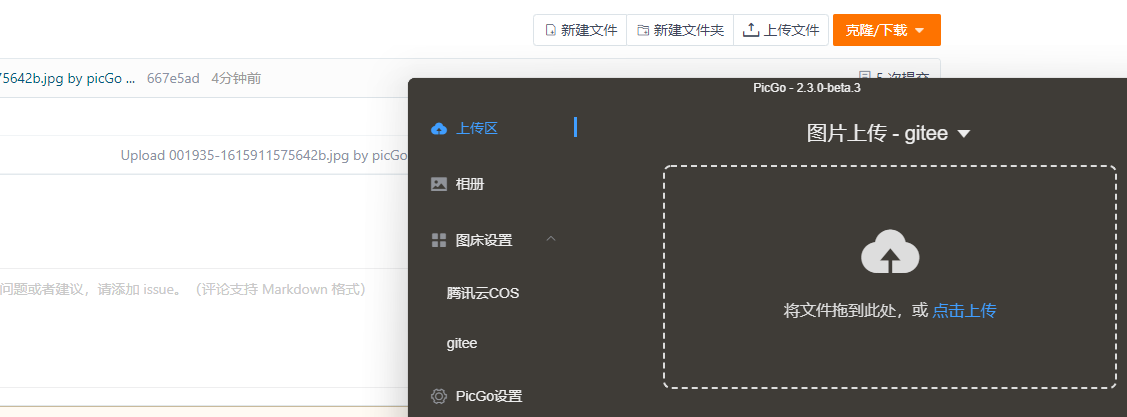 新建文件 新建文件夹 上传文件 克隆/下载
75642b.jpg by picGo ... 667e5ad 4分钟前 5 次提交
PicGo - 2.3.0-beta.3
上传区
图片上传 - gitee
Upload 001935-1615911575642b.jpg by picGo
相册
图床设置
问题或者建议，请添加 issue。（评论支持 Markdown 格式）
腾讯云COS
将文件拖到此处，或 点击上传
gitee
PicGo设置